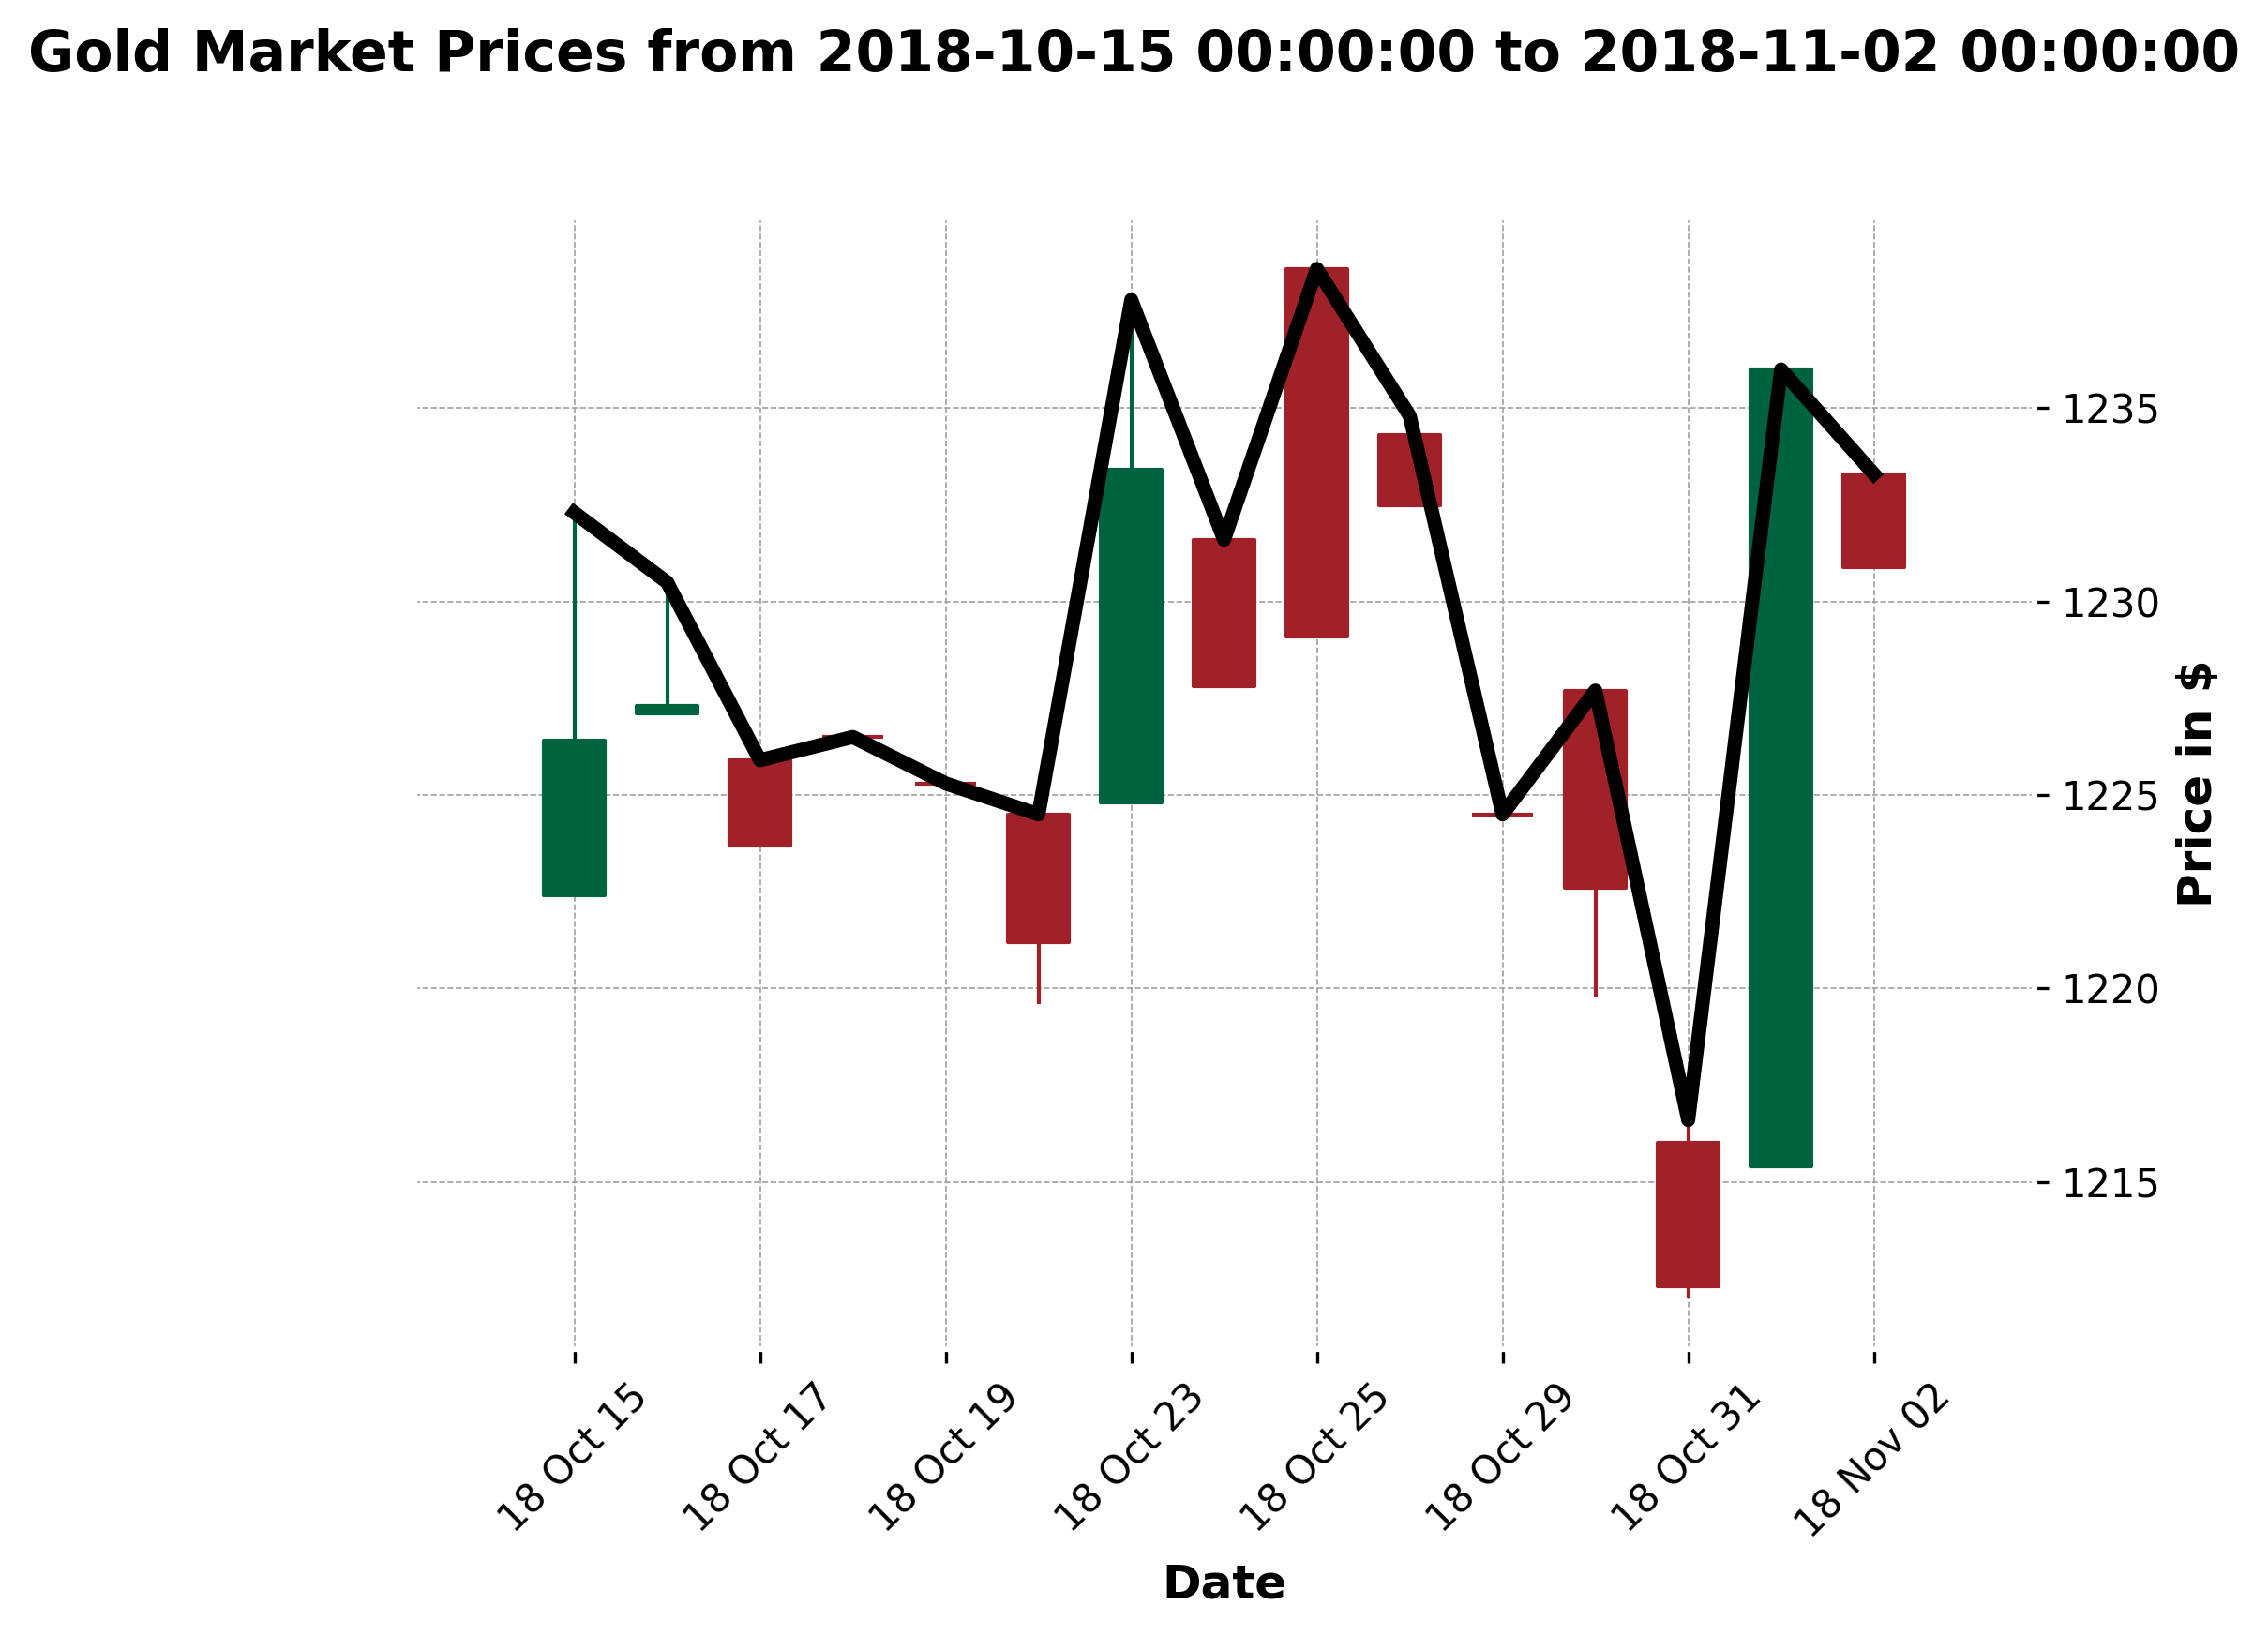 Gold Market Prices from 2018-10-15 00:00:00 to 2018-11-02 00:00:00
1235
1230
1225
1220
1215
Price in $
18 Oct 15
18 Oct 17
18 Oct 19
18 Oct 23
18 Oct 25
18 Oct 29
18 Oct 31
18 Nov 02
Date